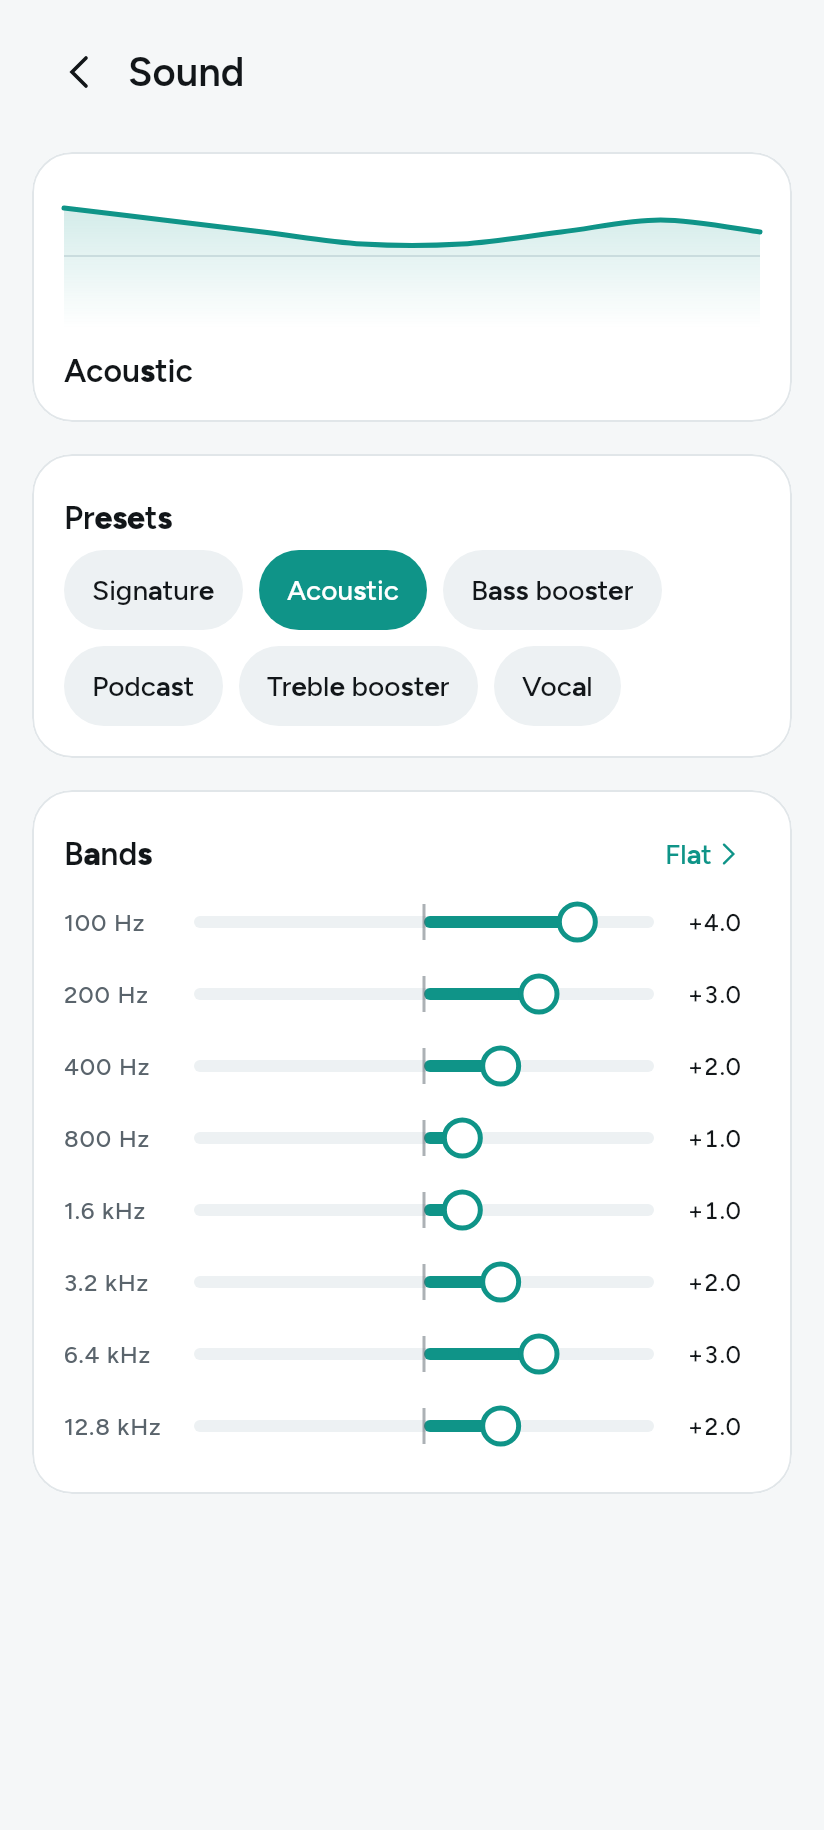 Sound
Acoustic
Presets
Signature Acoustic Bass booster
Podcast Treble booster Vocal
Bands Flat
100 Hz +4.0
200 Hz +3.0
400 Hz +2.0
800 Hz +1.0
1.6 kHz +1.0
3.2 kHz +2.0
6.4 kHz +3.0
12.8 kHz +2.0